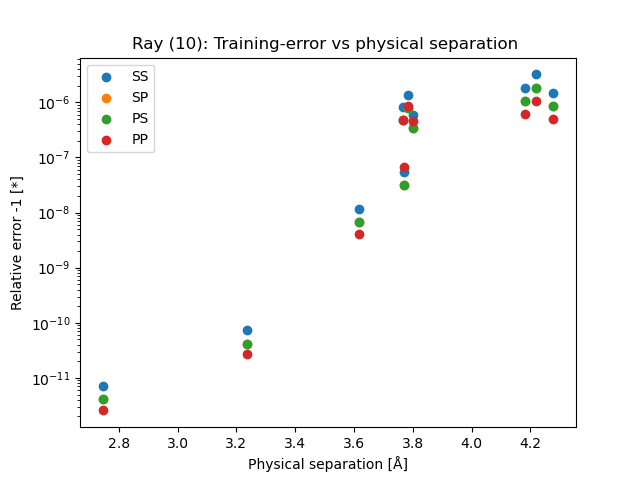 Ray (10): Training-error vs physical separation
SS
SP
PS
PP
Relative error -1 [*]
10⁻⁶
10⁻⁷
10⁻⁸
10⁻⁹
10⁻¹⁰
10⁻¹¹
2.8 3.0 3.2 3.4 3.6 3.8 4.0 4.2
Physical separation [Å]